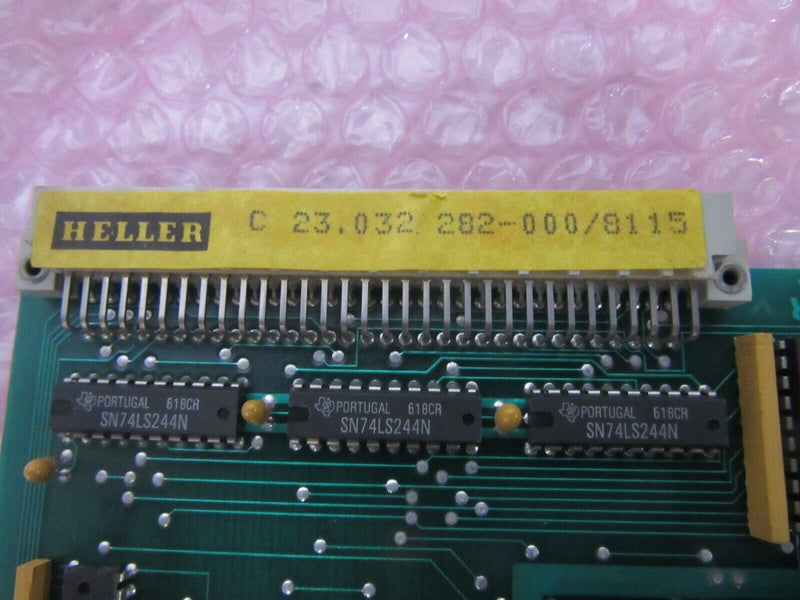 HELLER C 23.032 282-000/8115
PORTUGAL 618CR
SN74LS244N
PORTUGAL 618CR
SN74LS244N
PORTUGAL 618CR
SN74LS244N